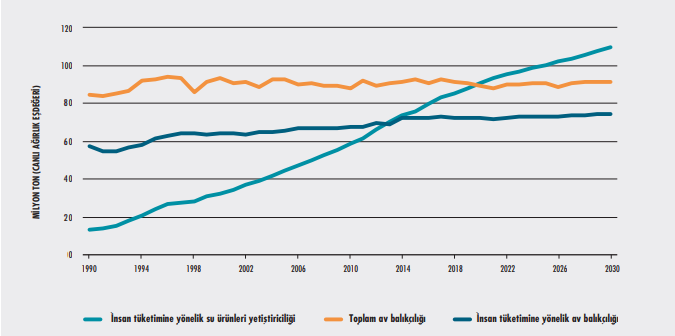 MİLYON TON (CANLI AĞIRLIK EŞDEĞERİ)
120
100
80
60
40
20
0
1990 1994 1998 2002 2006 2010 2014 2018 2022 2026 2030
İnsan tüketimine yönelik su ürünleri yetiştiriciliği Toplam av balıkçılığı İnsan tüketimine yönelik av balıkçılığı